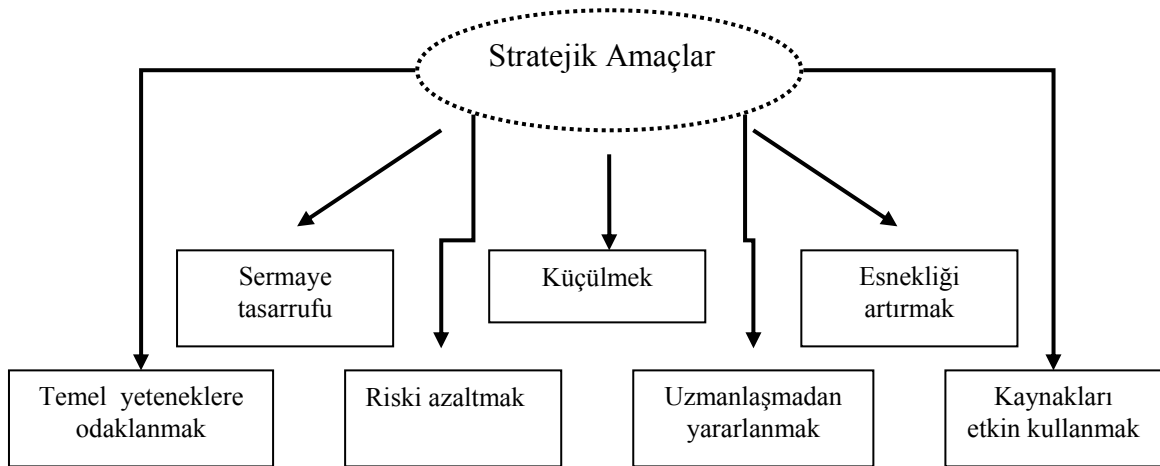 Stratejik Amaçlar
Sermaye
tasarrufu
Küçülmek
Esnekliği
artırmak
Temel yeteneklere
odaklanmak
Riski azaltmak
Uzmanlaşmadan
yararlanmak
Kaynakları
etkin kullanmak